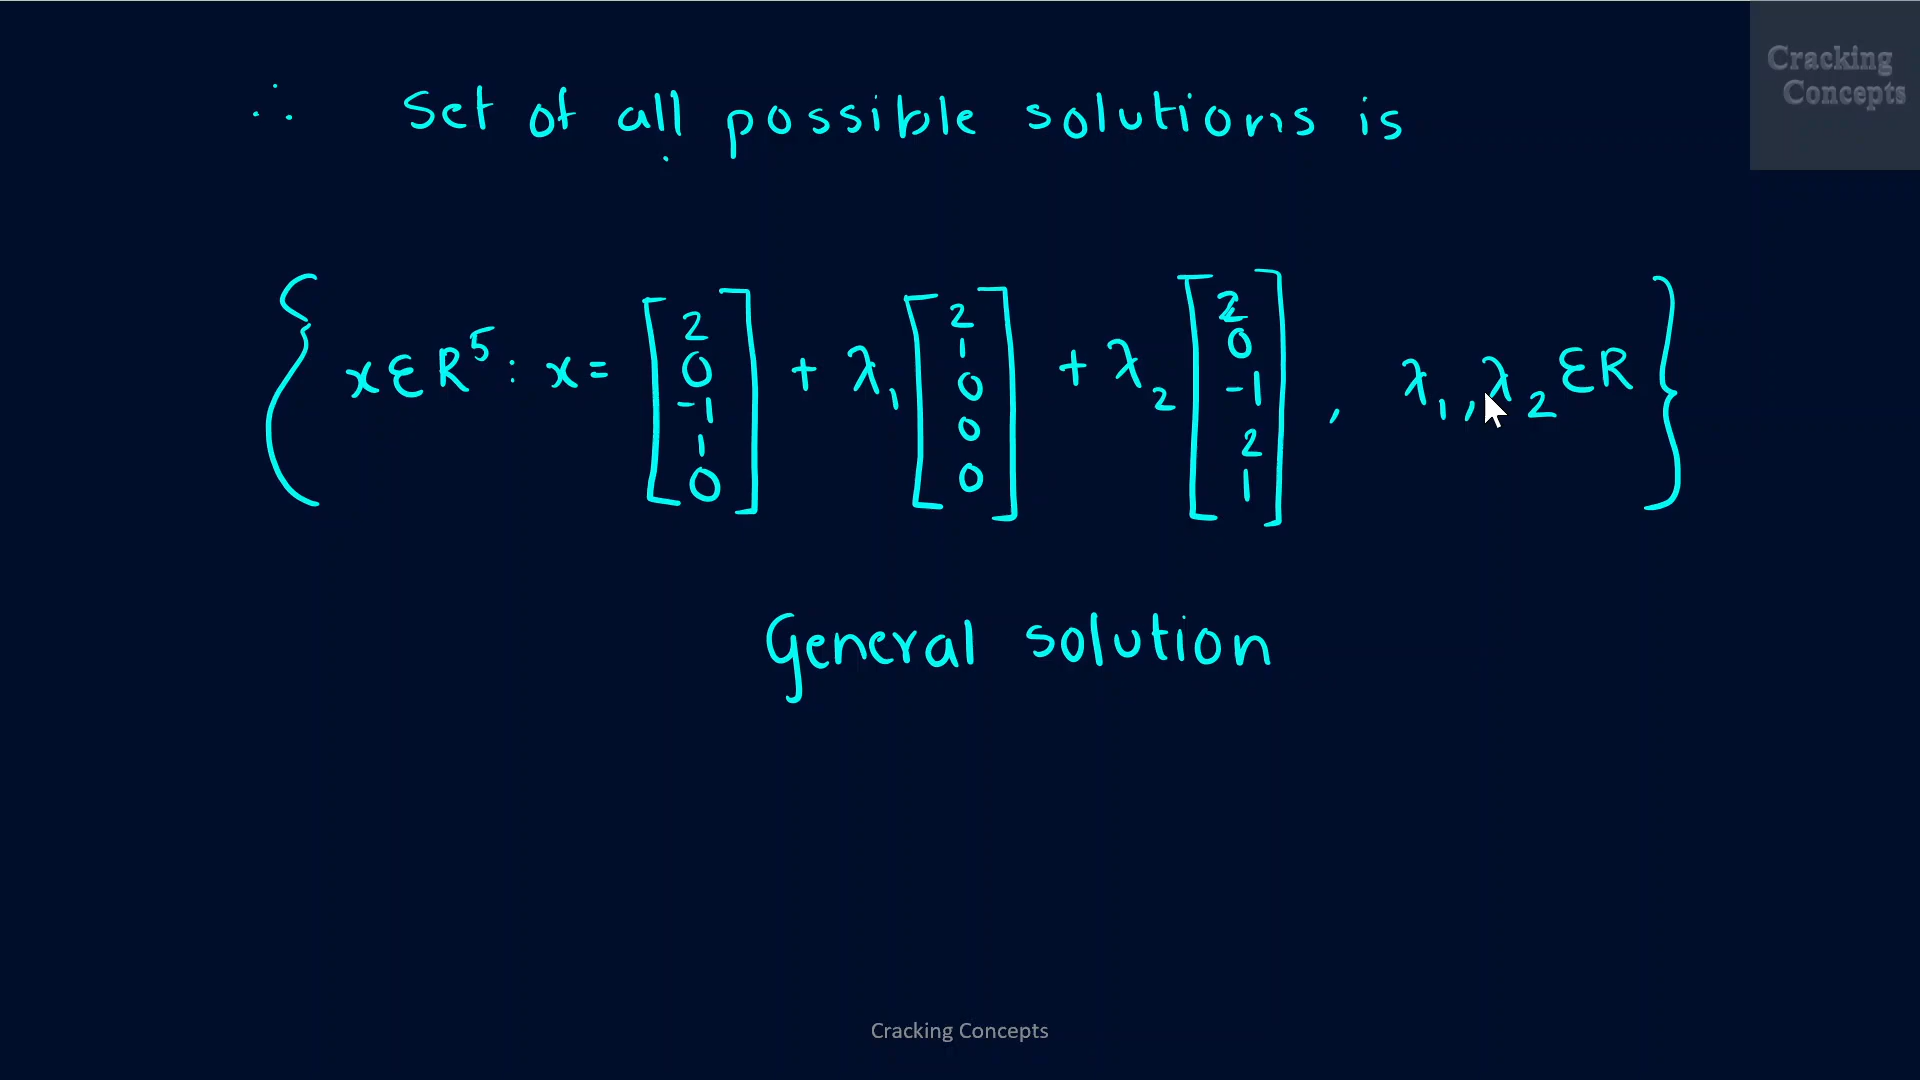 Cracking
Concepts
∴ Set of all possible solutions is
{ x ∈ R⁵ : x = [2 0 -1 1 0] + λ₁ [2 1 0 0 0] + λ₂ [2 0 -1 2 1] , λ₁, λ₂ ∈ R }
General solution
Cracking Concepts